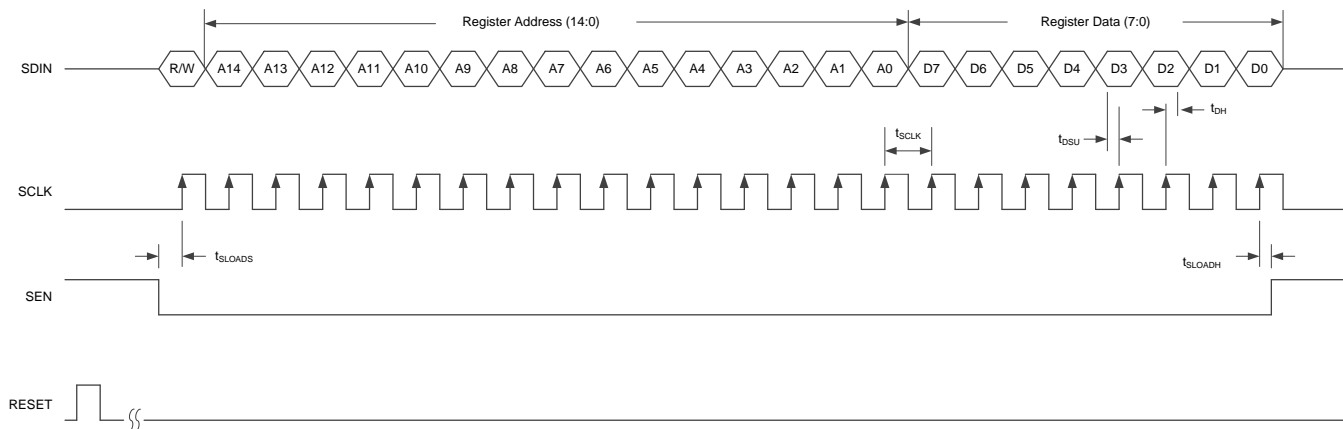 Register Address (14:0) Register Data (7:0)
SDIN R/W A14 A13 A12 A11 A10 A9 A8 A7 A6 A5 A4 A3 A2 A1 A0 D7 D6 D5 D4 D3 D2 D1 D0
tDH
tSCLK
tDSU
SCLK
tSLOADS tSLOADH
SEN
RESET